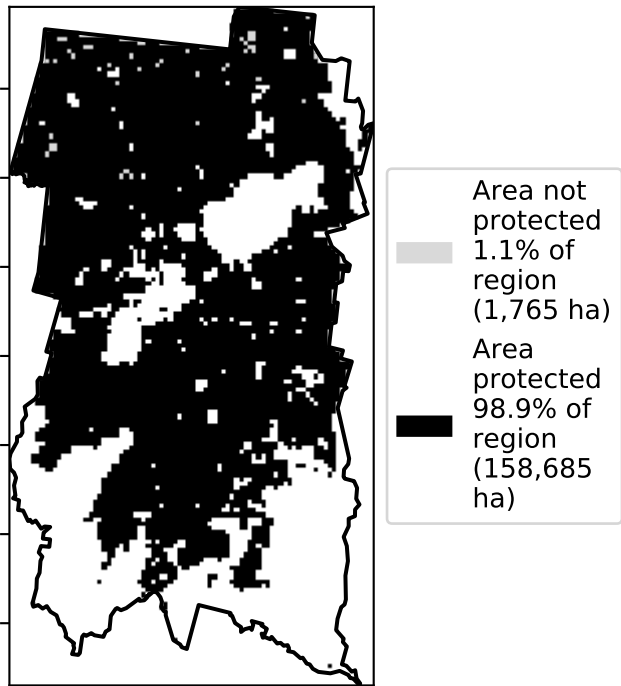 Area not
protected
1.1% of
region
(1,765 ha)
Area
protected
98.9% of
region
(158,685
ha)